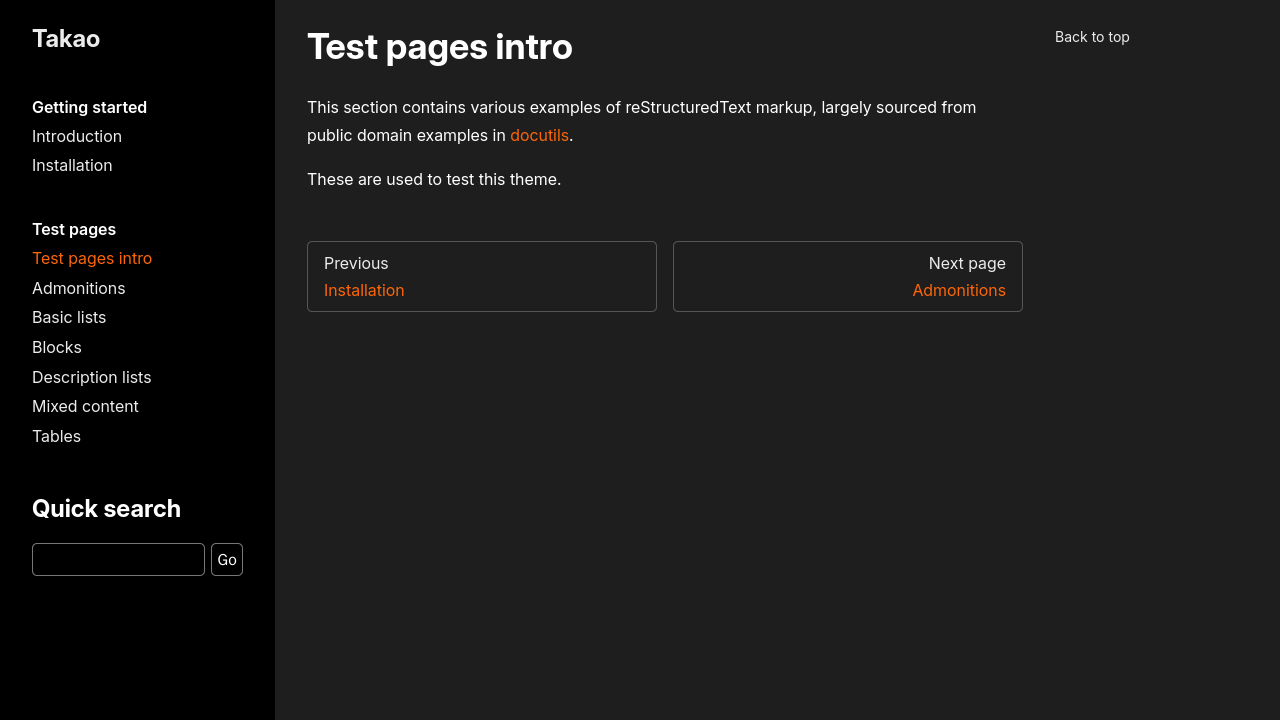 Takao
Getting started
Introduction
Installation
Test pages
Test pages intro
Admonitions
Basic lists
Blocks
Description lists
Mixed content
Tables
Quick search
Go
Test pages intro
This section contains various examples of reStructuredText markup, largely sourced from
public domain examples in docutils.
These are used to test this theme.
Previous
Installation
Next page
Admonitions
Back to top